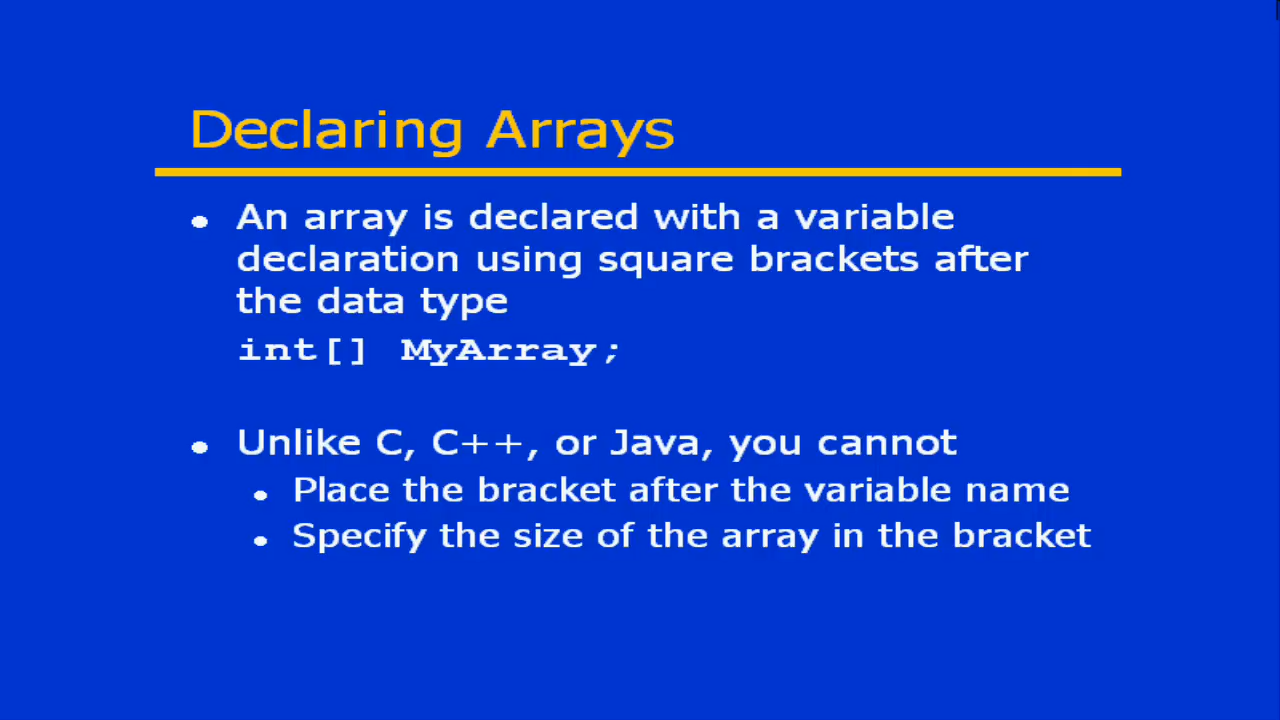 Declaring Arrays
● An array is declared with a variable
declaration using square brackets after
the data type
int[] MyArray;
● Unlike C, C++, or Java, you cannot
● Place the bracket after the variable name
● Specify the size of the array in the bracket